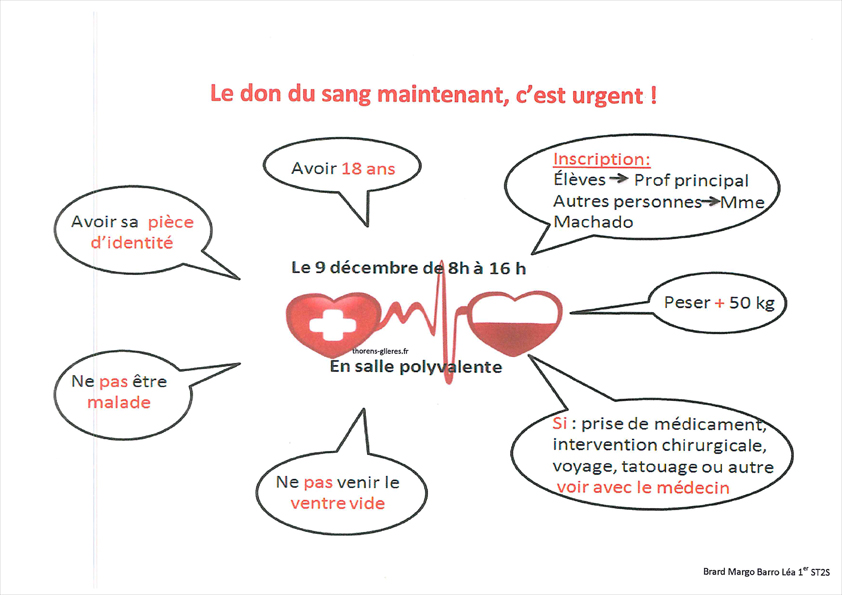 Le don du sang maintenant, c'est urgent !
Avoir 18 ans
Inscription:
Élèves → Prof principal
Autres personnes→Mme
Machado
Avoir sa pièce
d'identité
Le 9 décembre de 8h à 16 h
Peser + 50 kg
thorens-glieres.fr
En salle polyvalente
Ne pas être
malade
Si : prise de médicament,
intervention chirurgicale,
voyage, tatouage ou autre
voir avec le médecin
Ne pas venir le
ventre vide
Brard Margo Barro Léa 1er ST2S